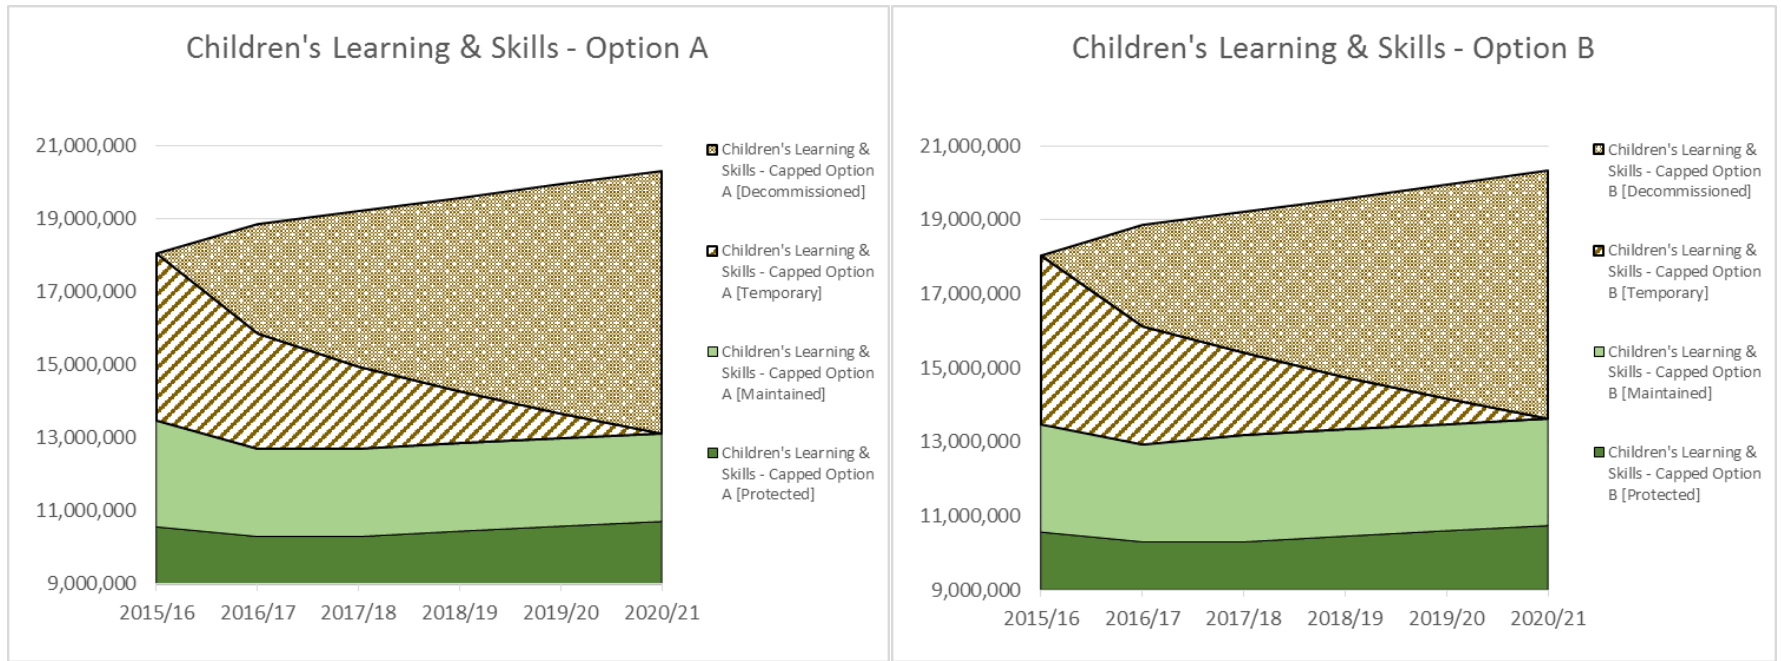 Children's Learning & Skills - Option A
21,000,000
19,000,000
17,000,000
15,000,000
13,000,000
11,000,000
9,000,000
2015/16 2016/17 2017/18 2018/19 2019/20 2020/21
Children's Learning &
Skills - Capped Option
A [Decommissioned]
Children's Learning &
Skills - Capped Option
A [Temporary]
Children's Learning &
Skills - Capped Option
A [Maintained]
Children's Learning &
Skills - Capped Option
A [Protected]
Children's Learning & Skills - Option B
21,000,000
19,000,000
17,000,000
15,000,000
13,000,000
11,000,000
9,000,000
2015/16 2016/17 2017/18 2018/19 2019/20 2020/21
Children's Learning &
Skills - Capped Option
B [Decommissioned]
Children's Learning &
Skills - Capped Option
B [Temporary]
Children's Learning &
Skills - Capped Option
B [Maintained]
Children's Learning &
Skills - Capped Option
B [Protected]